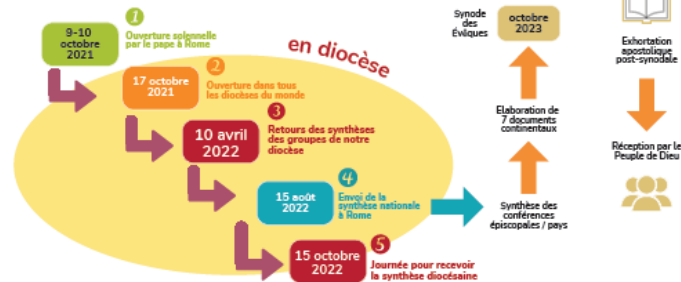 1
9-10
octobre
2021
Ouverture solennelle
par le pape à Rome
en diocèse
2
17 octobre
2021
Ouverture dans tous
les diocèses du monde
3
10 avril
2022
Retours des synthèses
des groupes de notre
diocèse
4
15 août
2022
Envoi de la
synthèse nationale
à Rome
5
15 octobre
2022
Journée pour recevoir
la synthèse diocésaine
Synode
des
Évêques
octobre
2023
Elaboration de
7 documents
continentaux
Synthèse des
conférences
épiscopales / pays
Exhortation
apostolique
post-synodale
Réception par le
Peuple de Dieu